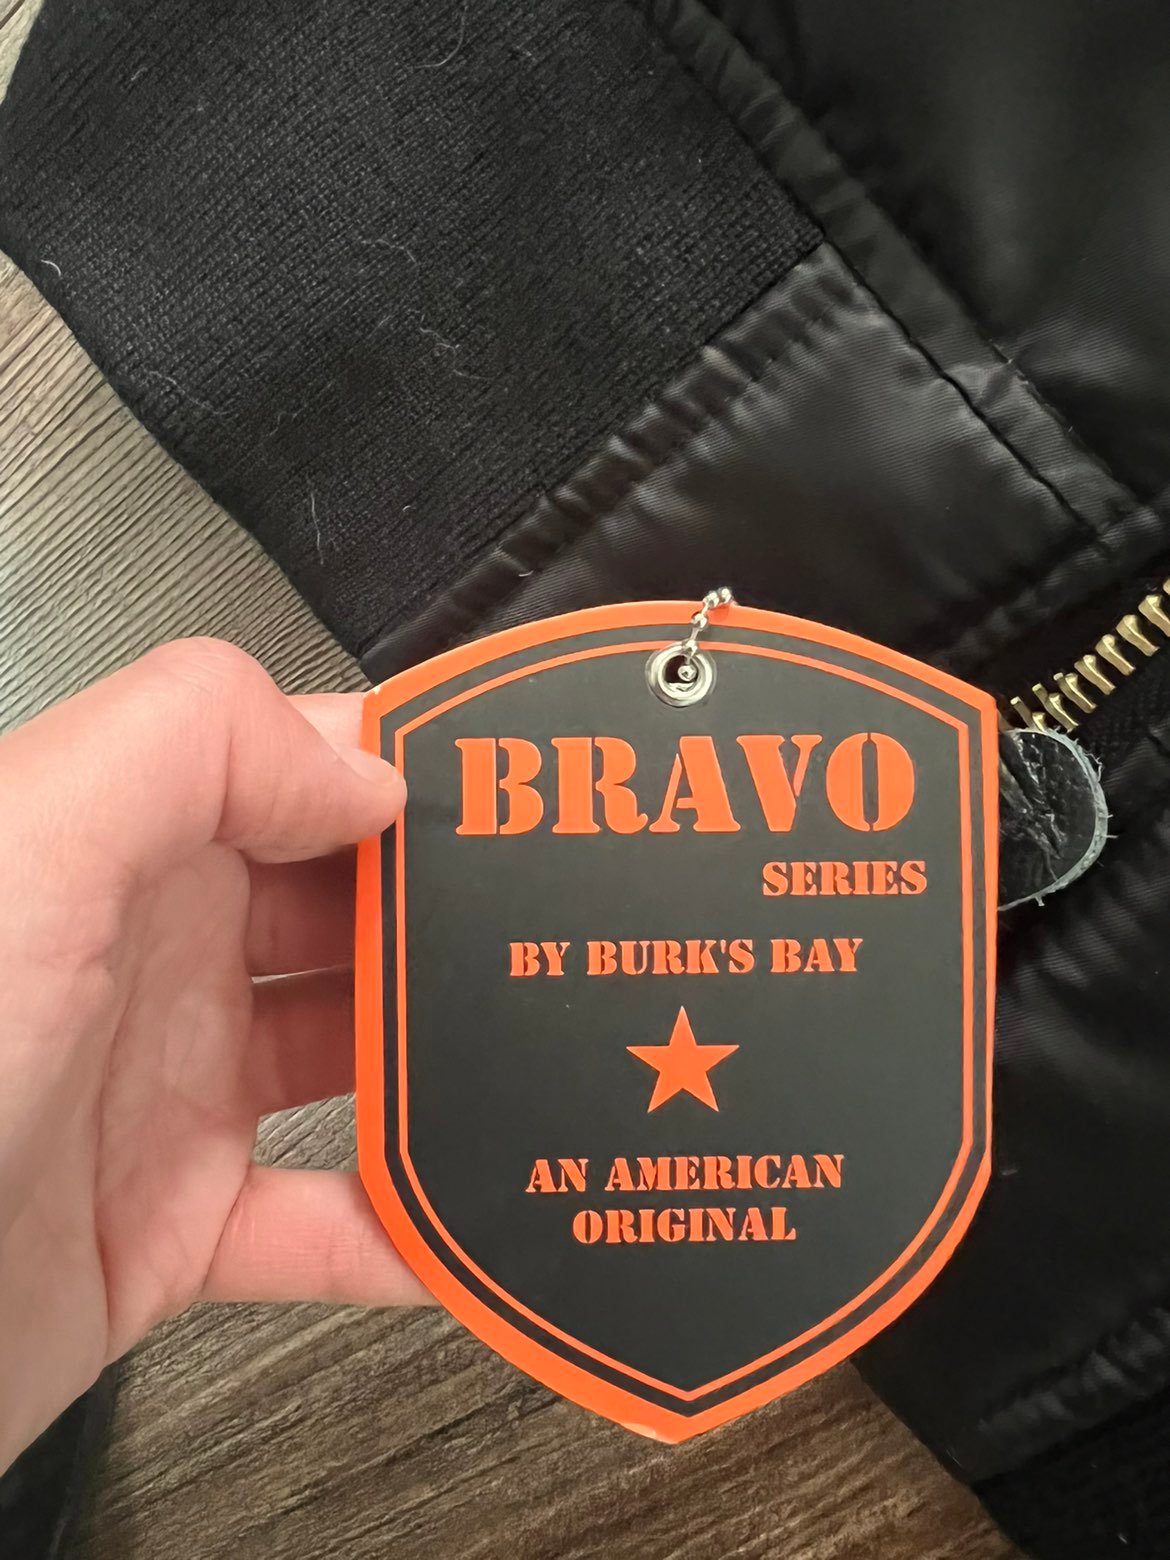 BRAVO
SERIES
BY BURK'S BAY
AN AMERICAN
ORIGINAL